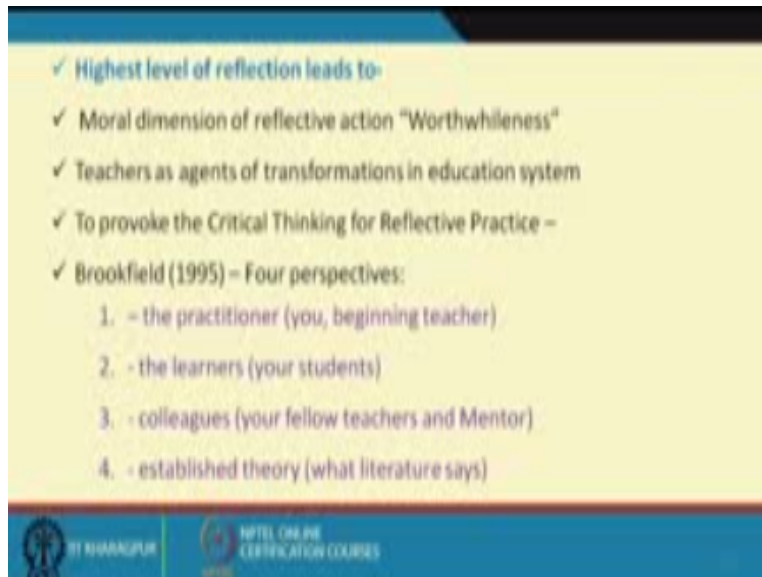 ✓ Highest level of reflection leads to-
✓ Moral dimension of reflective action "Worthwhileness"
✓ Teachers as agents of transformations in education system
✓ To provoke the Critical Thinking for Reflective Practice –
✓ Brookfield (1995) – Four perspectives:
1. – the practitioner (you, beginning teacher)
2. - the learners (your students)
3. - colleagues (your fellow teachers and Mentor)
4. - established theory (what literature says)
IIT KHARAGPUR
NPTEL ONLINE
CERTIFICATION COURSES